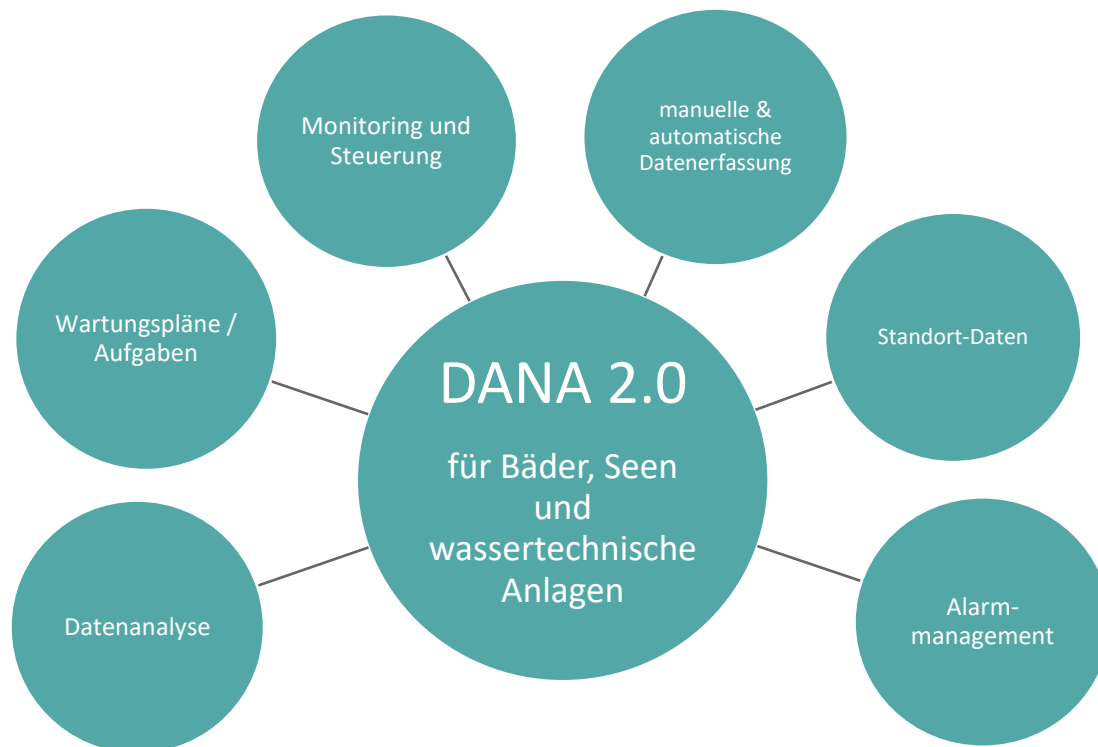 Monitoring und
Steuerung
manuelle &
automatische
Datenerfassung
Wartungspläne /
Aufgaben
Standort-Daten
DANA 2.0
für Bäder, Seen
und
wassertechnische
Anlagen
Datenanalyse
Alarm-
management